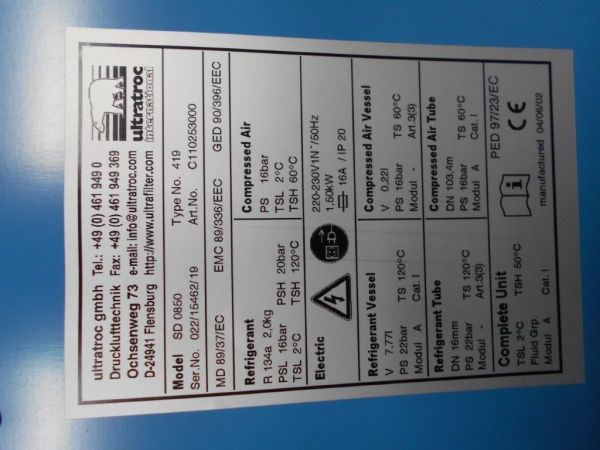 ultratroc gmbh Tel.: +49 (0) 461 949 0
Drucklufttechnik Fax: +49 (0) 461 949 369
Ochsenweg 73 e-mail: info@ultratroc.com
D-24941 Flensburg http://www.ultrafilter.com
ultratroc
international
Model SD 0850 Type No. 419
Ser.No. 022/15462/19 Art.No. C110253000
MD 89/37/EC EMC 89/336/EEC GED 90/396/EEC
Refrigerant
R 134a 2,0kg
PSL 16bar PSH 20bar
TSL 2°C TSH 120°C
Compressed Air
PS 16bar
TSL 2°C
TSH 60°C
Electric
220-230V1N~/50Hz
1,50kW
16A / IP 20
Refrigerant Vessel
V 7,77l
PS 22bar TS 120°C
Modul A Cat. I
Compressed Air Vessel
V 0,22l
PS 16bar TS 60°C
Modul - Art.3(3)
Refrigerant Tube
DN 16mm TS 120°C
PS 22bar Art.3(3)
Modul - Cat. I
Compressed Air Tube
DN 103,4m
PS 16bar TS 60°C
Modul A Cat. I
Complete Unit
TSL 2°C TSH 50°C
Fluid Grp.
Modul A Cat. I
i
PED 97/23/EC
CE
manufactured 04/06/02